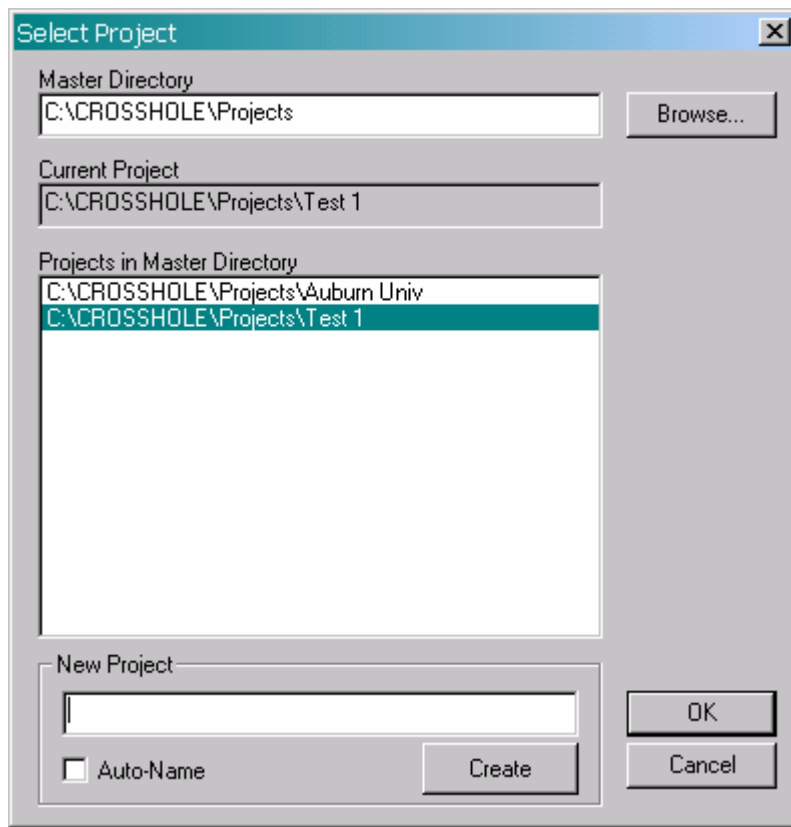 Select Project
Master Directory
C:\CROSSHOLE\Projects
Browse...
Current Project
C:\CROSSHOLE\Projects\Test 1
Projects in Master Directory
C:\CROSSHOLE\Projects\Auburn Univ
C:\CROSSHOLE\Projects\Test 1
New Project
OK
Auto-Name
Create
Cancel